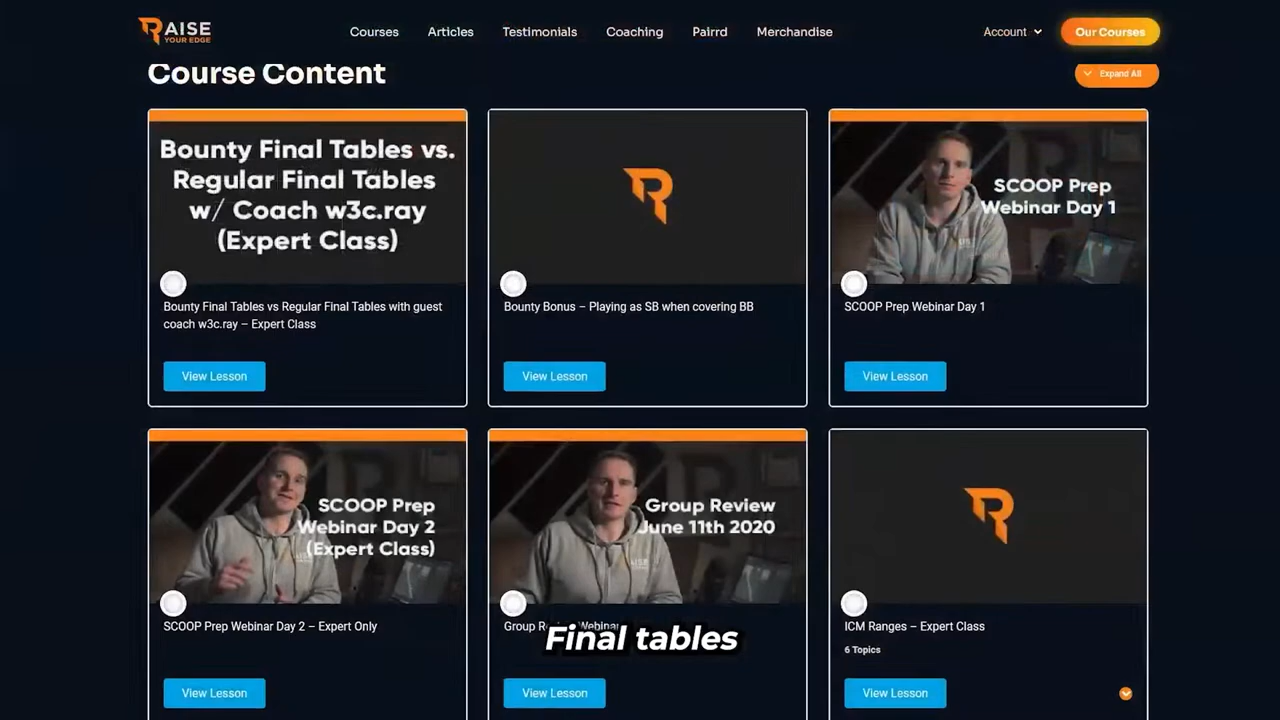 RAISE
YOUR EDGE
Courses
Articles
Testimonials
Coaching
Pairrd
Merchandise
Account
Our Courses
Course Content
Expand All
Bounty Final Tables vs.
Regular Final Tables
w/ Coach w3c.ray
(Expert Class)
Bounty Final Tables vs Regular Final Tables with guest
coach w3c.ray – Expert Class
View Lesson
Bounty Bonus – Playing as SB when covering BB
View Lesson
SCOOP Prep
Webinar Day 1
SCOOP Prep Webinar Day 1
View Lesson
SCOOP Prep
Webinar Day 2
(Expert Class)
SCOOP Prep Webinar Day 2 – Expert Only
View Lesson
Group Review
June 11th 2020
Group Review Webinar
Final tables
View Lesson
ICM Ranges – Expert Class
6 Topics
View Lesson